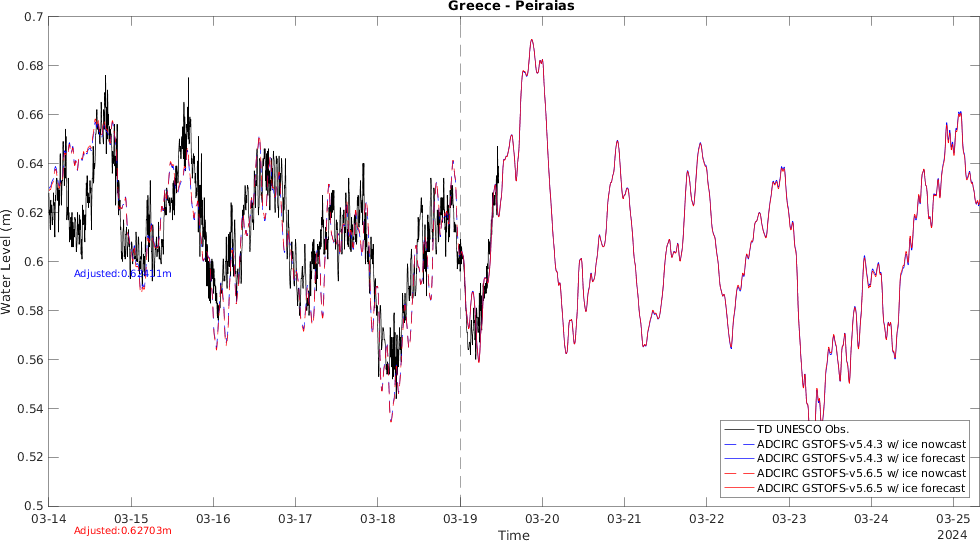 Greece - Peiraias
0.7
0.68
0.66
0.64
0.62
0.6
0.58
0.56
0.54
0.52
0.5
Water Level (m)
Adjusted:0.62411m
TD UNESCO Obs.
ADCIRC GSTOFS-v5.4.3 w/ ice nowcast
ADCIRC GSTOFS-v5.4.3 w/ ice forecast
ADCIRC GSTOFS-v5.6.5 w/ ice nowcast
ADCIRC GSTOFS-v5.6.5 w/ ice forecast
03-14 03-15 03-16 03-17 03-18 03-19 03-20 03-21 03-22 03-23 03-24 03-25
Adjusted:0.62703m
Time
2024